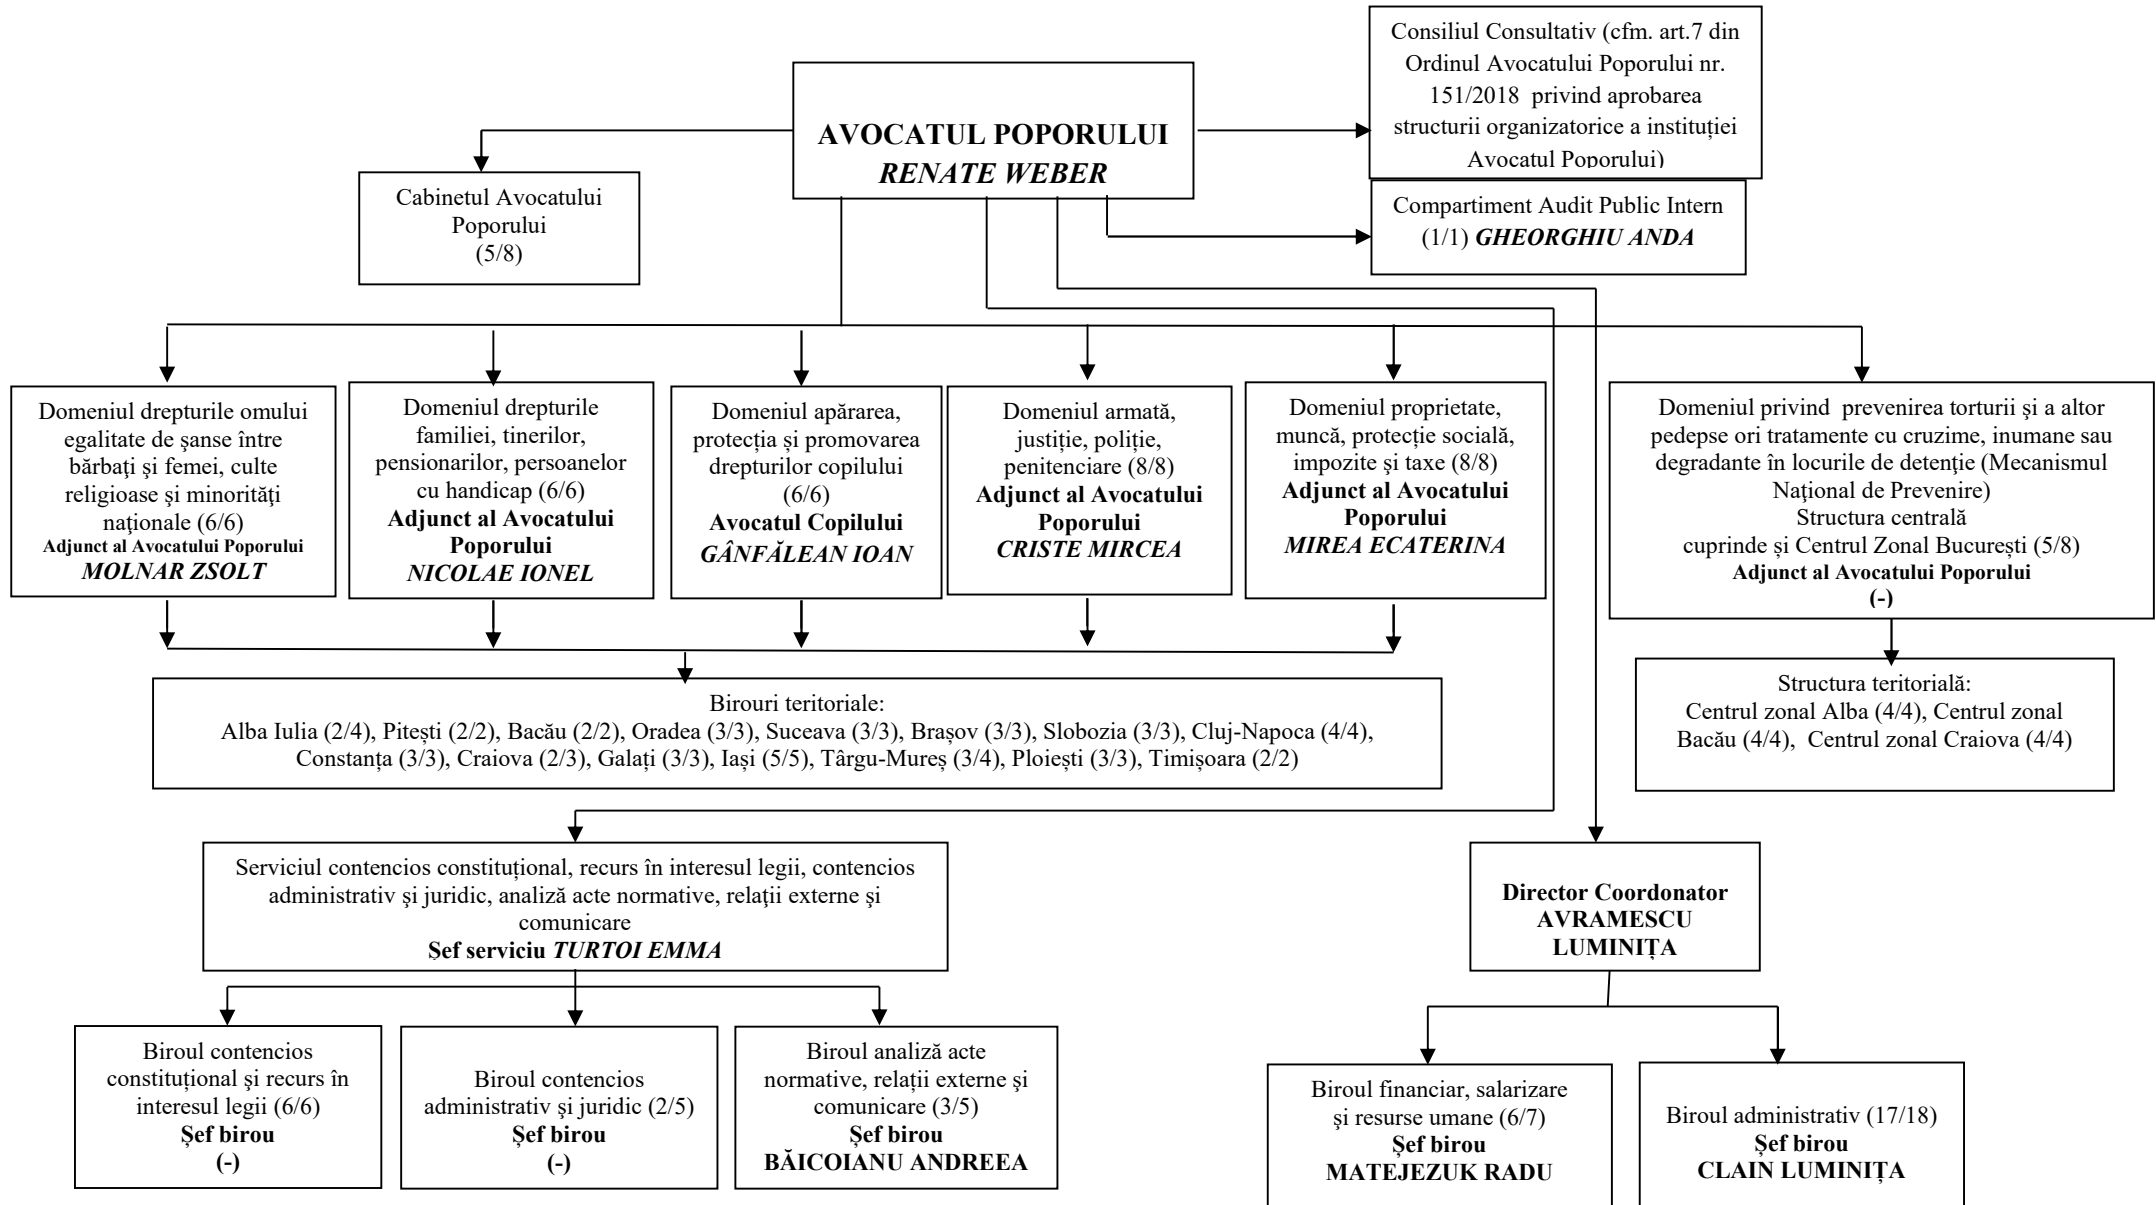 Consiliul Consultativ (cfm. art.7 din
Ordinul Avocatului Poporului nr.
151/2018 privind aprobarea
structurii organizatorice a instituției
Avocatul Poporului)
AVOCATUL POPORULUI
RENATE WEBER
Cabinetul Avocatului
Poporului
(5/8)
Compartiment Audit Public Intern
(1/1) GHEORGHIU ANDA
Domeniul drepturile omului
egalitate de şanse între
bărbaţi şi femei, culte
religioase şi minorităţi
naţionale (6/6)
Adjunct al Avocatului Poporului
MOLNAR ZSOLT
Domeniul drepturile
familiei, tinerilor,
pensionarilor, persoanelor
cu handicap (6/6)
Adjunct al Avocatului
Poporului
NICOLAE IONEL
Domeniul apărarea,
protecția și promovarea
drepturilor copilului
(6/6)
Avocatul Copilului
GÂNFĂLEAN IOAN
Domeniul armată,
justiție, poliție,
penitenciare (8/8)
Adjunct al Avocatului
Poporului
CRISTE MIRCEA
Domeniul proprietate,
muncă, protecție socială,
impozite și taxe (8/8)
Adjunct al Avocatului
Poporului
MIREA ECATERINA
Domeniul privind prevenirea torturii şi a altor
pedepse ori tratamente cu cruzime, inumane sau
degradante în locurile de detenţie (Mecanismul
Naţional de Prevenire)
Structura centrală
cuprinde și Centrul Zonal București (5/8)
Adjunct al Avocatului Poporului
(-)
Birouri teritoriale:
Alba Iulia (2/4), Pitești (2/2), Bacău (2/2), Oradea (3/3), Suceava (3/3), Brașov (3/3), Slobozia (3/3), Cluj-Napoca (4/4),
Constanța (3/3), Craiova (2/3), Galați (3/3), Iași (5/5), Târgu-Mureș (3/4), Ploiești (3/3), Timișoara (2/2)
Structura teritorială:
Centrul zonal Alba (4/4), Centrul zonal
Bacău (4/4), Centrul zonal Craiova (4/4)
Serviciul contencios constituțional, recurs în interesul legii, contencios
administrativ şi juridic, analiză acte normative, relaţii externe şi
comunicare
Șef serviciu TURTOI EMMA
Director Coordonator
AVRAMESCU
LUMINIȚA
Biroul contencios
constituțional şi recurs în
interesul legii (6/6)
Șef birou
(-)
Biroul contencios
administrativ şi juridic (2/5)
Șef birou
(-)
Biroul analiză acte
normative, relații externe şi
comunicare (3/5)
Șef birou
BĂICOIANU ANDREEA
Biroul financiar, salarizare
şi resurse umane (6/7)
Șef birou
MATEJEZUK RADU
Biroul administrativ (17/18)
Șef birou
CLAIN LUMINIȚA